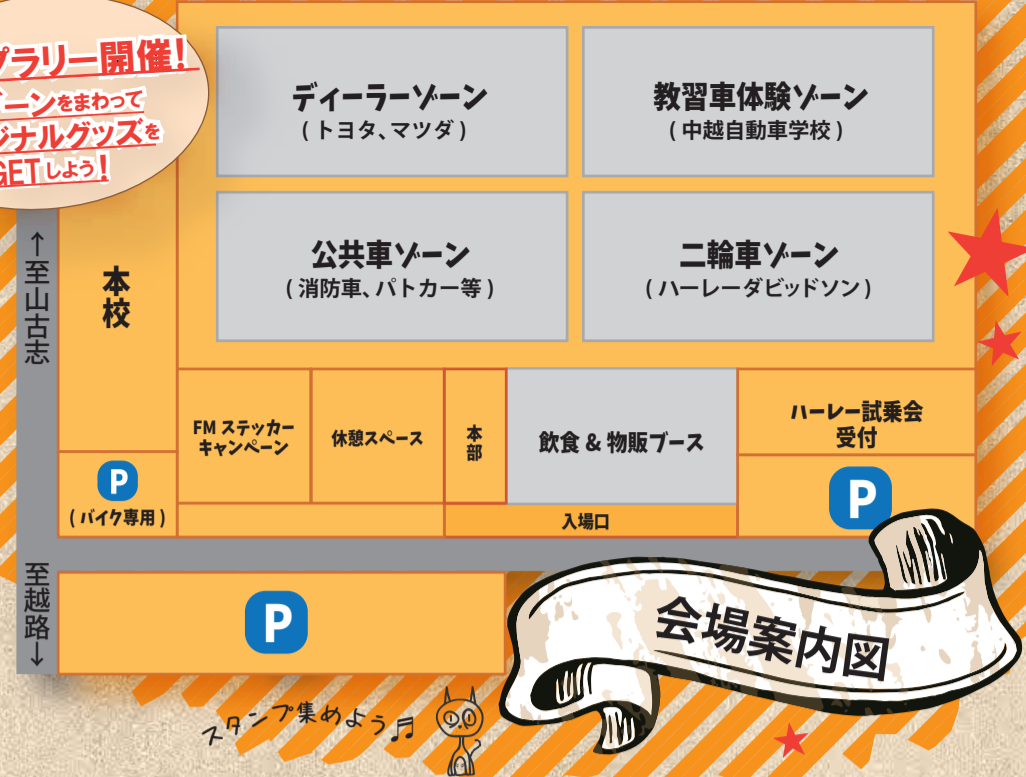 プラリー開催!
ーンをまわって
ジナルグッズを
GETしよう!
ディーラーゾーン
(トヨタ、マツダ)
教習車体験ゾーン
(中越自動車学校)
公共車ゾーン
(消防車、パトカー等)
二輪車ゾーン
(ハーレーダビッドソン)
↑至山古志
本校
FM ステッカー
キャンペーン
休憩スペース
本部
飲食 & 物販ブース
ハーレー試乗会
受付
P
(バイク専用)
入場口
P
至越路↓
P
会場案内図
スタンプ集めよう♬